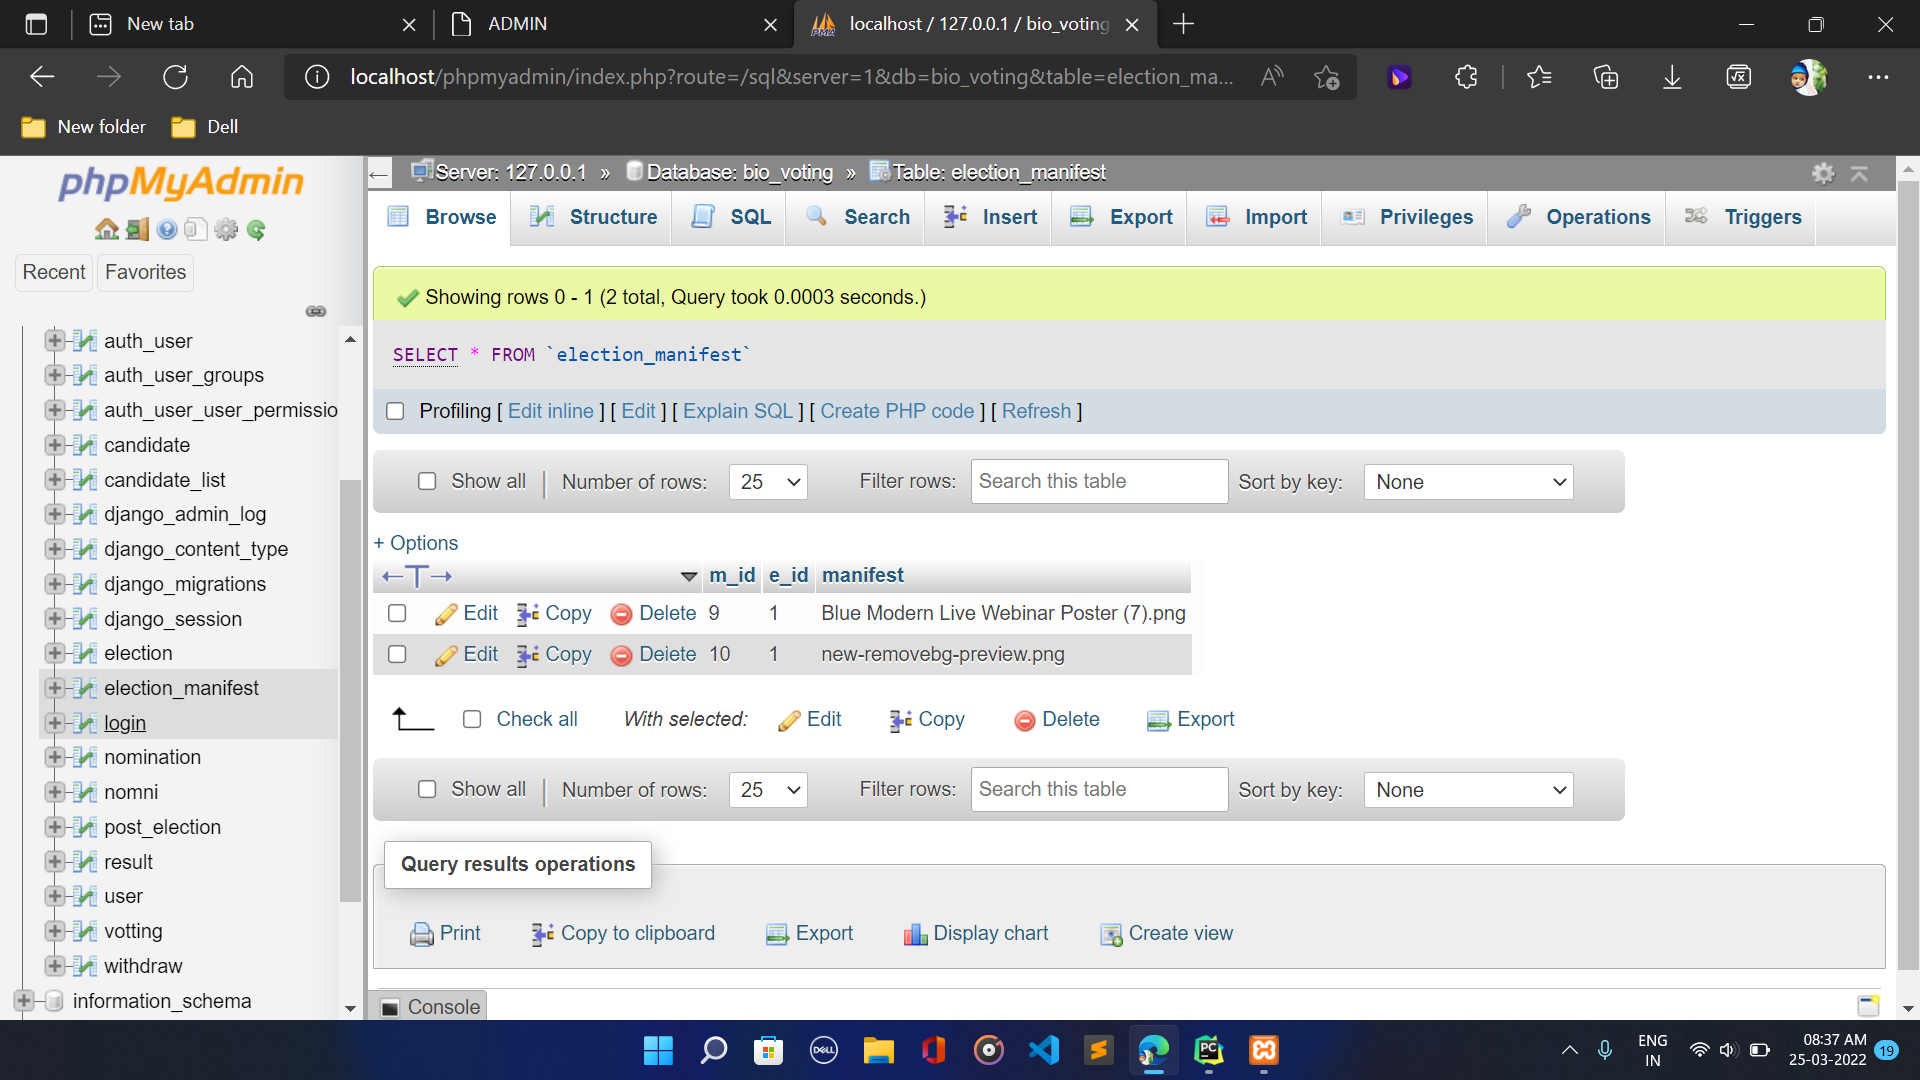 New tab
ADMIN
localhost / 127.0.0.1 / bio_voting
localhost/phpmyadmin/index.php?route=/sql&server=1&db=bio_voting&table=election_ma...
New folder
Dell
phpMyAdmin
Recent
Favorites
auth_user
auth_user_groups
auth_user_user_permissio
candidate
candidate_list
django_admin_log
django_content_type
django_migrations
django_session
election
election_manifest
login
nomination
nomni
post_election
result
user
votting
withdraw
information_schema
Server: 127.0.0.1 » Database: bio_voting » Table: election_manifest
Browse Structure SQL Search Insert Export Import Privileges Operations Triggers
Showing rows 0 - 1 (2 total, Query took 0.0003 seconds.)
SELECT * FROM `election_manifest`
Profiling [ Edit inline ] [ Edit ] [ Explain SQL ] [ Create PHP code ] [ Refresh ]
Show all | Number of rows: 25 Filter rows: Search this table Sort by key: None
+ Options
m_id e_id manifest
Edit Copy Delete 9 1 Blue Modern Live Webinar Poster (7).png
Edit Copy Delete 10 1 new-removebg-preview.png
Check all With selected: Edit Copy Delete Export
Show all | Number of rows: 25 Filter rows: Search this table Sort by key: None
Query results operations
Print Copy to clipboard Export Display chart Create view
Console
ENG
IN
08:37 AM
25-03-2022
19